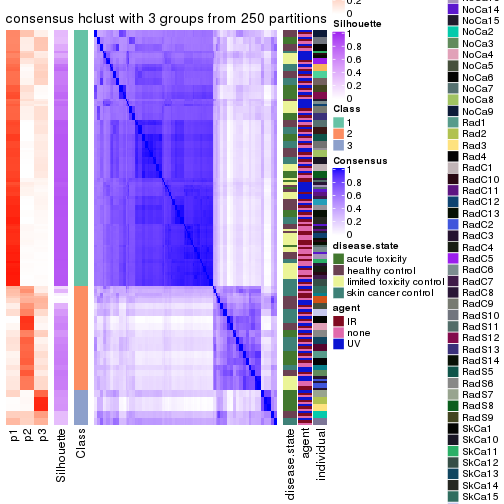 consensus hclust with 3 groups from 250 partitions
p1
p2
p3
Silhouette
Class
disease.state
agent
individual
0.2
0
Silhouette
1
0.8
0.6
0.4
0.2
0
Class
1
2
3
Consensus
1
0.8
0.6
0.4
0.2
0
disease.state
acute toxicity
healthy control
limited toxicity
skin cancer control
agent
IR
none
UV
NoCa14
NoCa15
NoCa2
NoCa3
NoCa4
NoCa5
NoCa6
NoCa7
NoCa8
NoCa9
Rad1
Rad2
Rad3
Rad4
RadC1
RadC10
RadC11
RadC12
RadC13
RadC2
RadC3
RadC4
RadC5
RadC6
RadC7
RadC8
RadC9
RadS10
RadS11
RadS12
RadS13
RadS14
RadS5
RadS6
RadS7
RadS8
RadS9
SkCa1
SkCa10
SkCa11
SkCa12
SkCa13
SkCa14
SkCa15